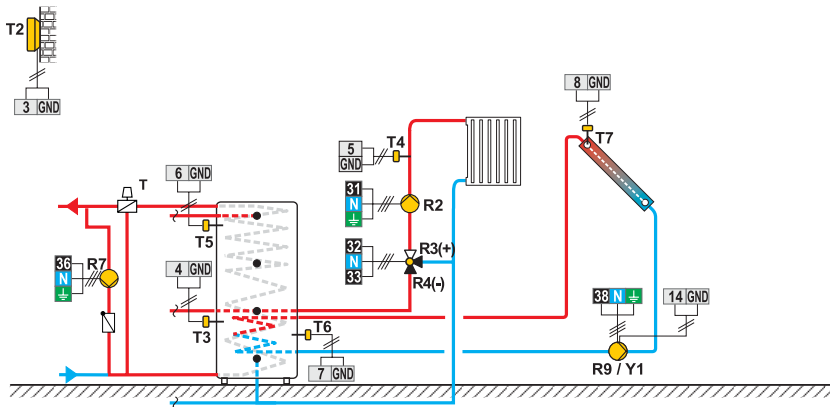 T2
3 GND
8 GND
T7
5
GND
T4
6 GND
T
31
N
R2
T5
32
N
33
R3(+)
R4(-)
36
N
R7
4 GND
T3
T6
7 GND
38 N
14 GND
R9 / Y1